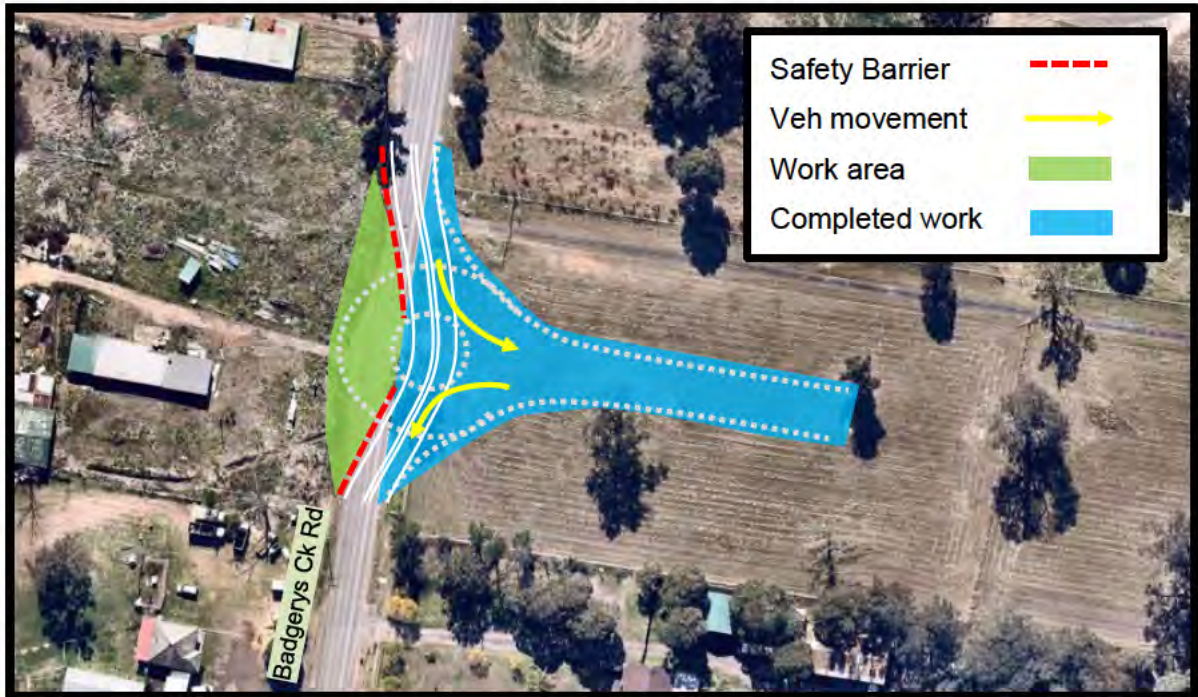 Safety Barrier
Veh movement
Work area
Completed work
Badgerys Ck Rd